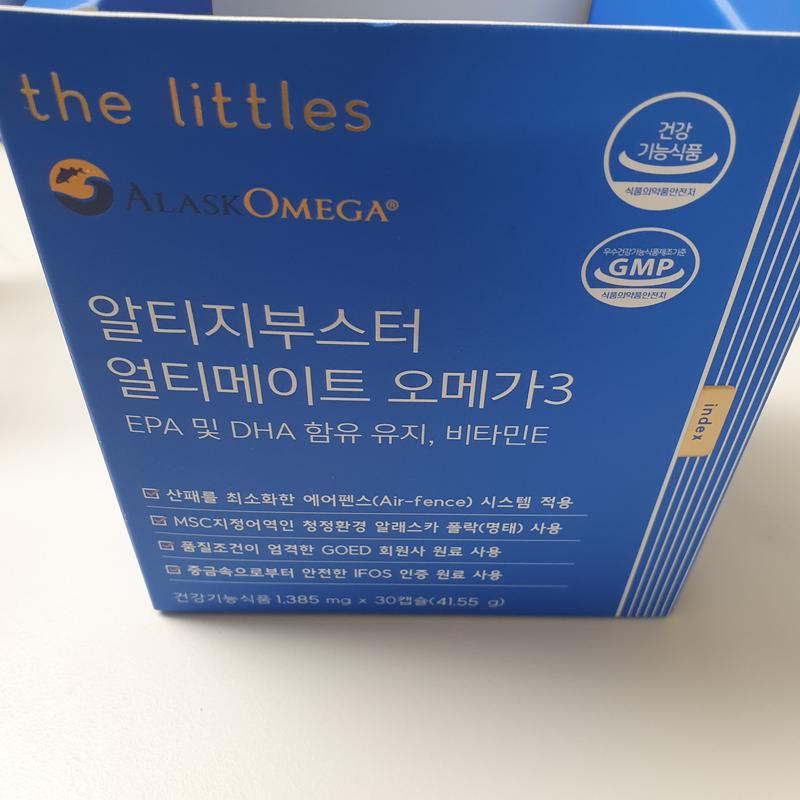 the littles
ALASKOMEGA®
건강
기능식품
식품의약품안전처
우수건강기능식품제조기준
GMP
식품의약품안전처
알티지부스터
얼티메이트 오메가3
EPA 및 DHA 함유 유지, 비타민E
index
산패를 최소화한 에어펜스(Air-fence) 시스템 적용
MSC지정어역인 청정환경 알래스카 폴락(명태) 사용
품질조건이 엄격한 GOED 회원사 원료 사용
중금속으로부터 안전한 IFOS 인증 원료 사용
건강기능식품 1,385 mg x 30캡슐(41.55 g)